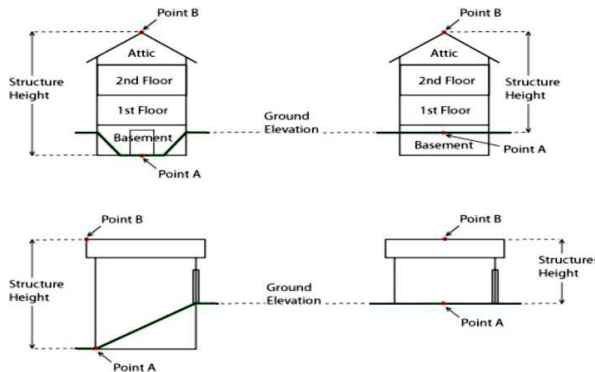 Point B
Attic
2nd Floor
1st Floor
Basement
Structure
Height
Point A
Ground
Elevation
Point B
Attic
2nd Floor
1st Floor
Basement
Structure
Height
Point A
Point B
Structure
Height
Point A
Ground
Elevation
Point B
Structure
Height
Point A